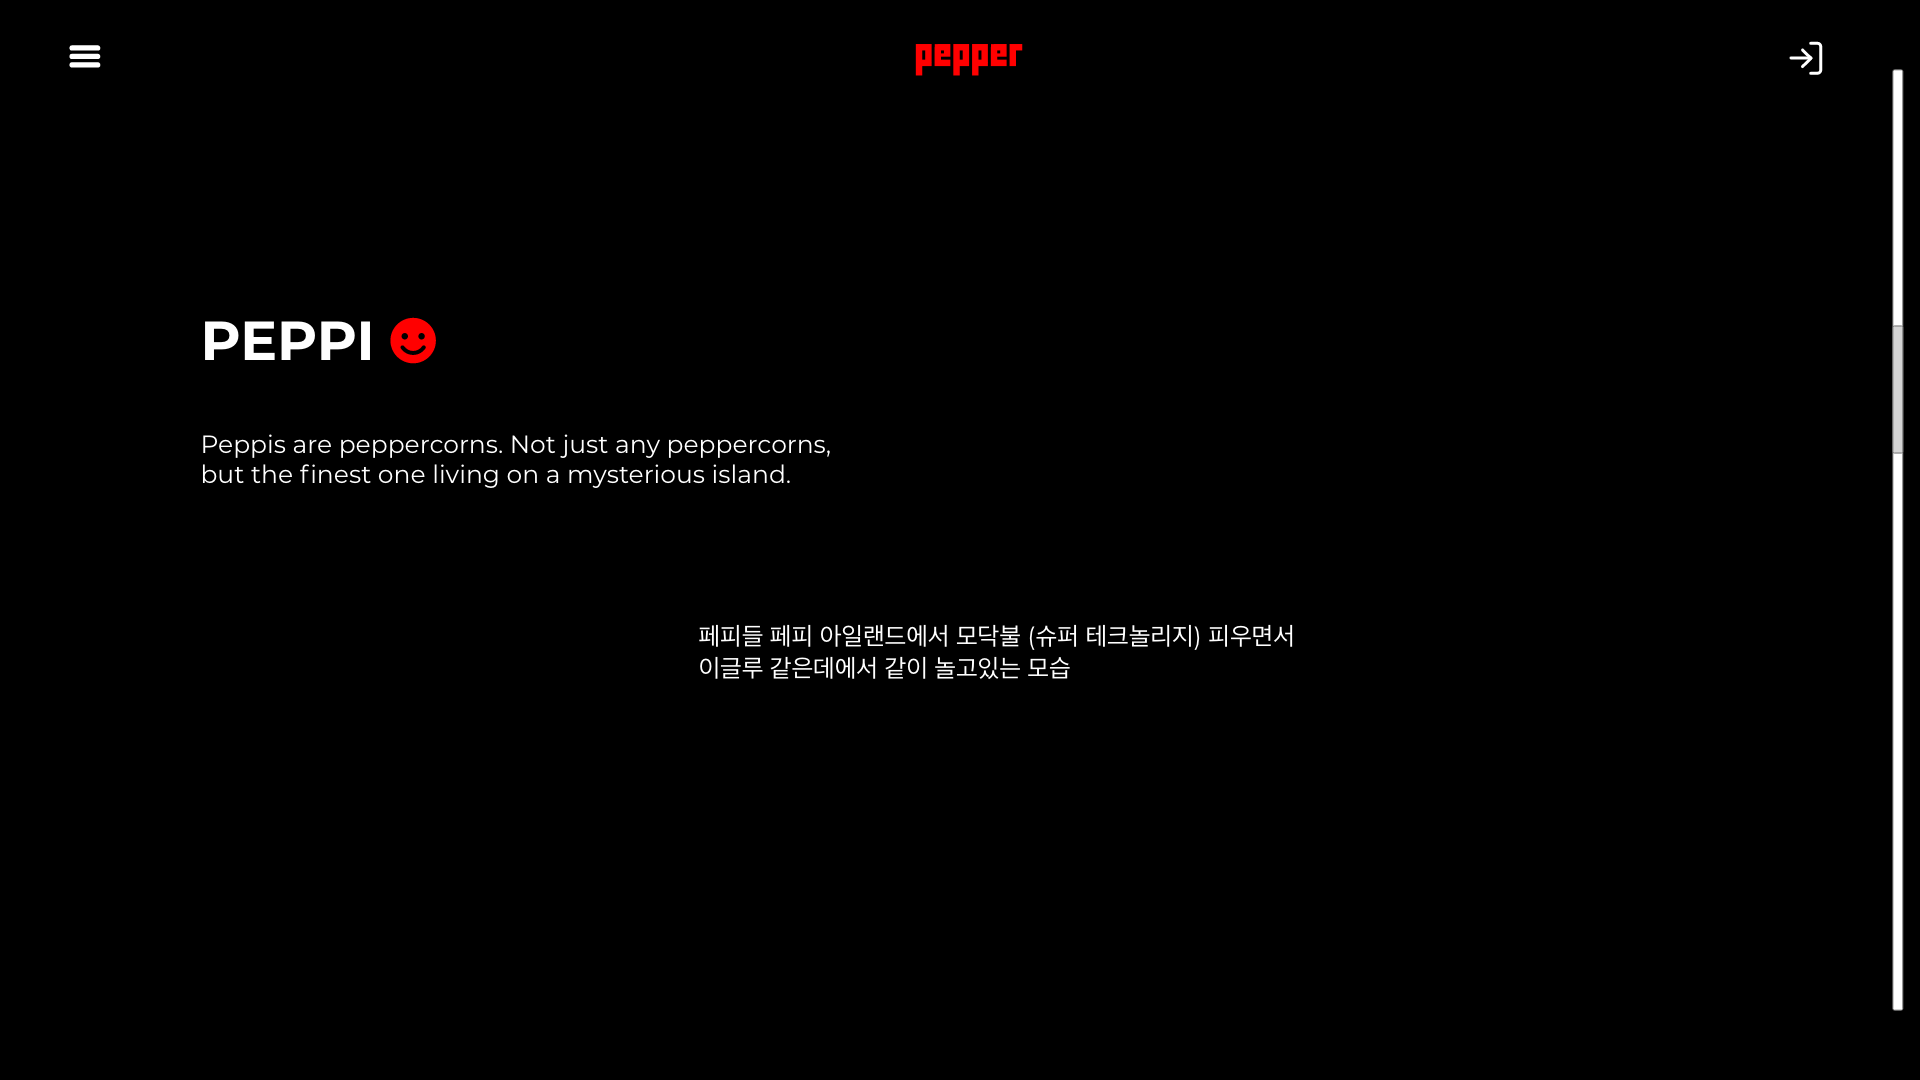 pepper
PEPPI
Peppis are peppercorns. Not just any peppercorns,
but the finest one living on a mysterious island.
페피들 페피 아일랜드에서 모닥불 (슈퍼 테크놀리지) 피우면서
이글루 같은데에서 같이 놀고있는 모습